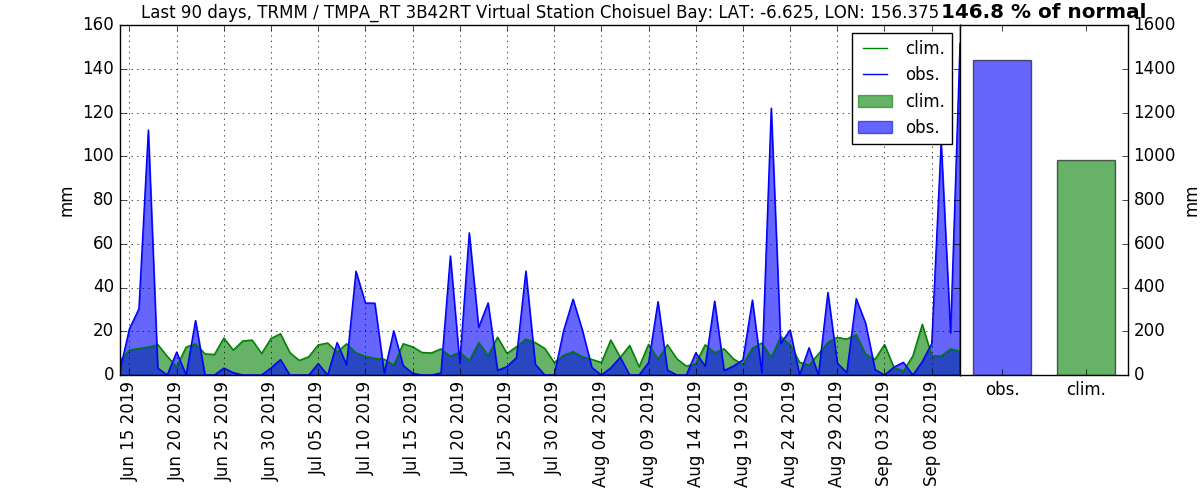 Last 90 days, TRMM / TMPA_RT 3B42RT Virtual Station Choisuel Bay: LAT: -6.625, LON: 156.375
146.8 % of normal
160
140
120
100
80
60
40
20
0
mm
clim.
obs.
clim.
obs.
Jun 15 2019
Jun 20 2019
Jun 25 2019
Jun 30 2019
Jul 05 2019
Jul 10 2019
Jul 15 2019
Jul 20 2019
Jul 25 2019
Jul 30 2019
Aug 04 2019
Aug 09 2019
Aug 14 2019
Aug 19 2019
Aug 24 2019
Aug 29 2019
Sep 03 2019
Sep 08 2019
1600
1400
1200
1000
800
600
400
200
0
mm
obs.
clim.